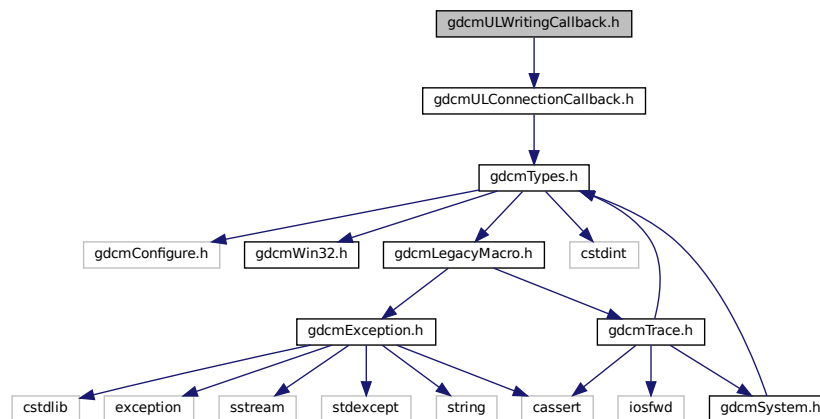 gdcmULWritingCallback.h
gdcmULConnectionCallback.h
gdcmTypes.h
gdcmConfigure.h
gdcmWin32.h
gdcmLegacyMacro.h
cstdint
gdcmException.h
gdcmTrace.h
cstdlib
exception
sstream
stdexcept
string
cassert
iosfwd
gdcmSystem.h